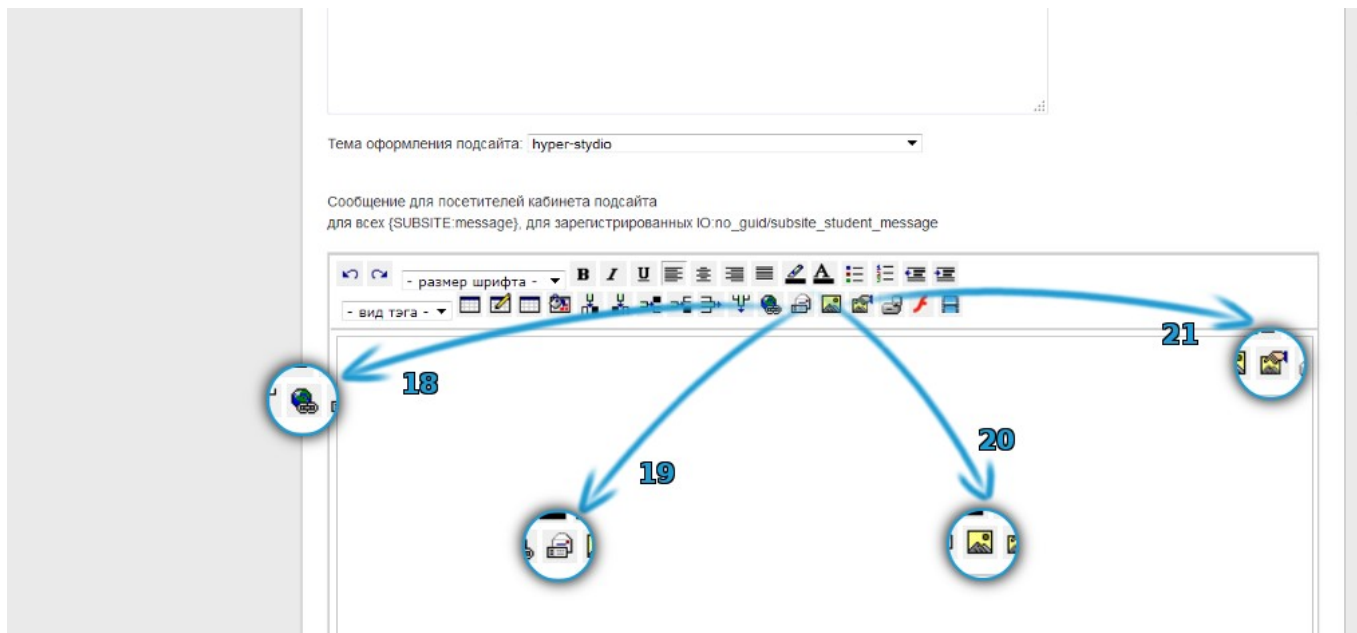 Тема оформления подсайта: hyper-stydio
Сообщение для посетителей кабинета подсайта
для всех {SUBSITE:message}, для зарегистрированных IO:no_guid/subsite_student_message
- размер шрифта - B I U A
- вид тэга -
21
18
20
19